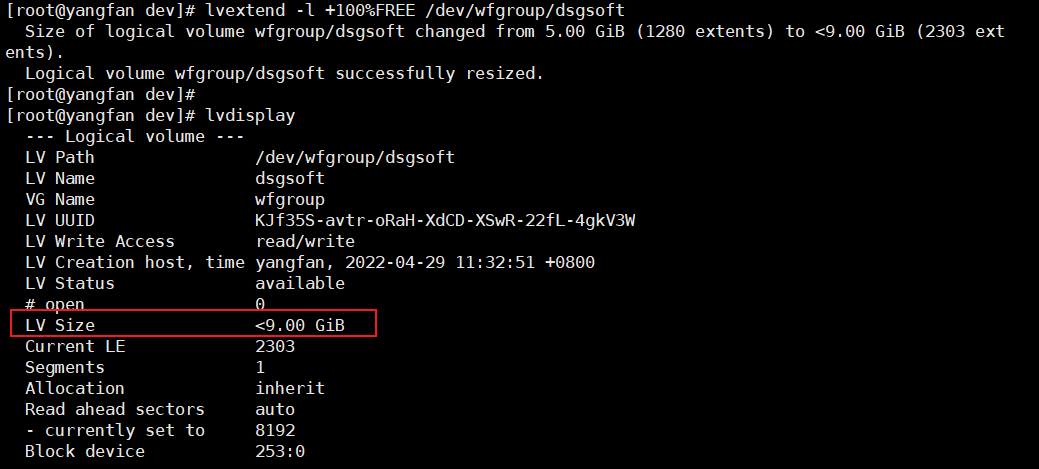 [root@yangfan dev]# lvextend -l +100%FREE /dev/wfgroup/dsgsoft
  Size of logical volume wfgroup/dsgsoft changed from 5.00 GiB (1280 extents) to <9.00 GiB (2303 ext
ents).
  Logical volume wfgroup/dsgsoft successfully resized.
[root@yangfan dev]#
[root@yangfan dev]# lvdisplay
  --- Logical volume ---
  LV Path                /dev/wfgroup/dsgsoft
  LV Name                dsgsoft
  VG Name                wfgroup
  LV UUID                KJf35S-avtr-oRaH-XdCD-XSwR-22fL-4gkV3W
  LV Write Access        read/write
  LV Creation host, time yangfan, 2022-04-29 11:32:51 +0800
  LV Status              available
  # open                 0
  LV Size                <9.00 GiB
  Current LE             2303
  Segments               1
  Allocation             inherit
  Read ahead sectors     auto
  - currently set to     8192
  Block device           253:0